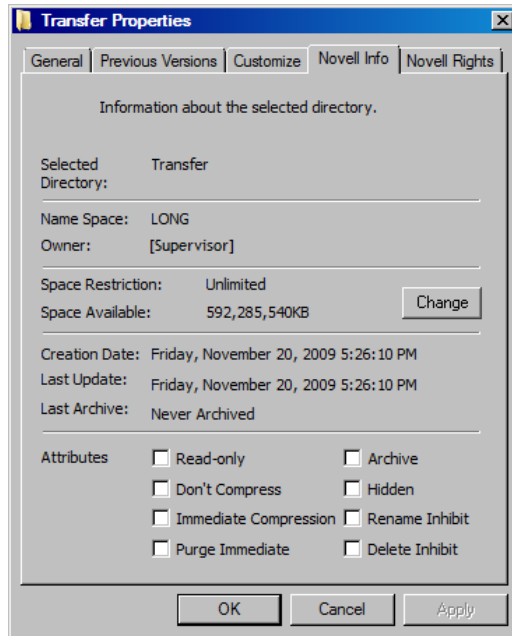 Transfer Properties
General Previous Versions Customize Novell Info Novell Rights
Information about the selected directory.
Selected Directory: Transfer
Name Space: LONG
Owner: [Supervisor]
Space Restriction: Unlimited
Space Available: 592,285,540KB
Change
Creation Date: Friday, November 20, 2009 5:26:10 PM
Last Update: Friday, November 20, 2009 5:26:10 PM
Last Archive: Never Archived
Attributes Read-only Archive
Don't Compress Hidden
Immediate Compression Rename Inhibit
Purge Immediate Delete Inhibit
OK Cancel Apply